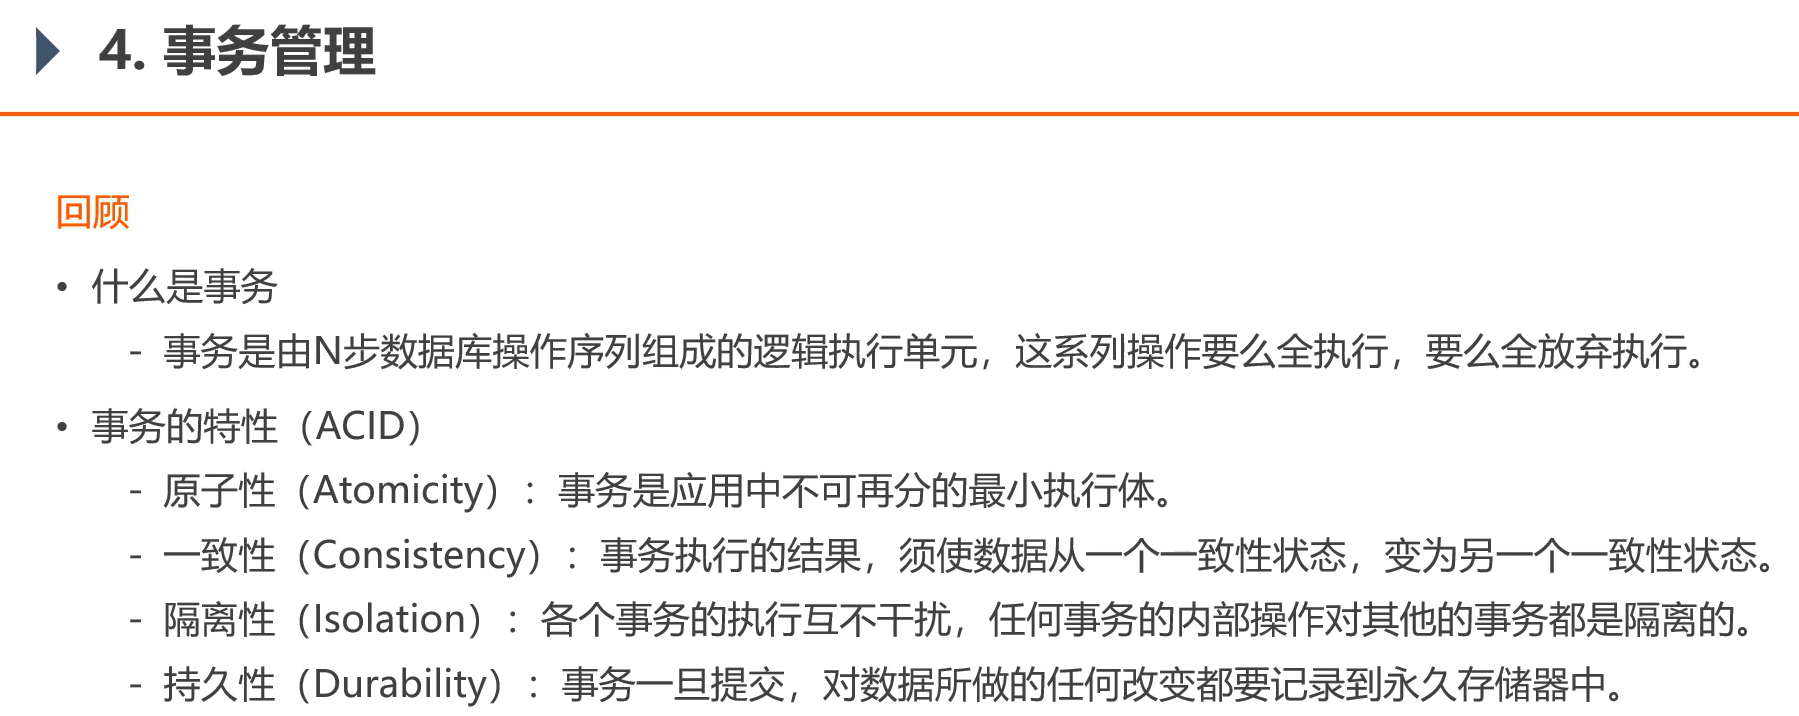 4. 事务管理
回顾
• 什么是事务
- 事务是由N步数据库操作序列组成的逻辑执行单元，这系列操作要么全执行，要么全放弃执行。
• 事务的特性（ACID）
- 原子性（Atomicity）：事务是应用中不可再分的最小执行体。
- 一致性（Consistency）：事务执行的结果，须使数据从一个一致性状态，变为另一个一致性状态。
- 隔离性（Isolation）：各个事务的执行互不干扰，任何事务的内部操作对其他的事务都是隔离的。
- 持久性（Durability）：事务一旦提交，对数据所做的任何改变都要记录到永久存储器中。